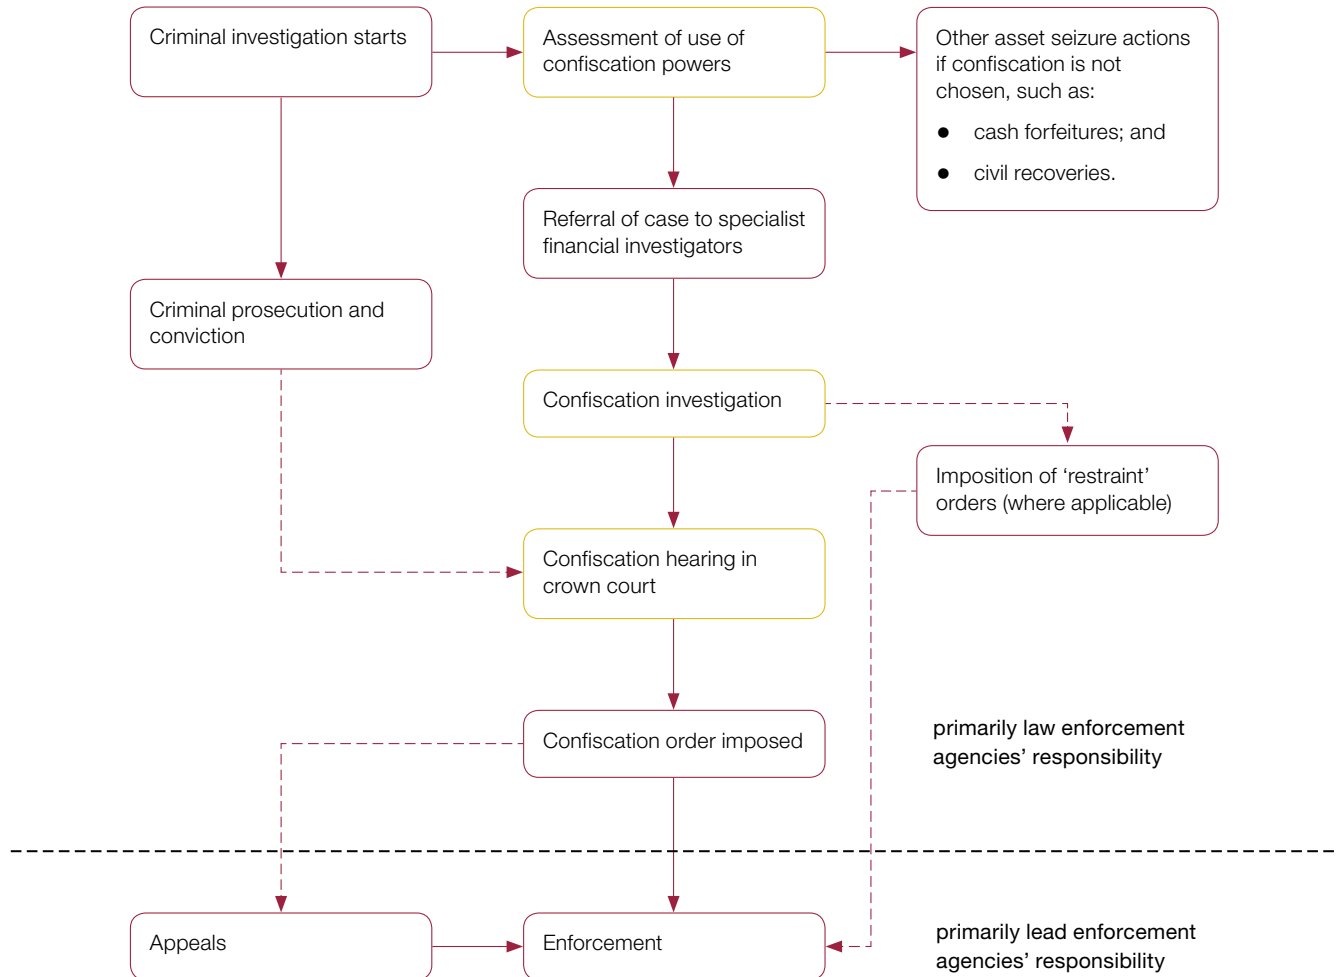 Criminal investigation starts
Assessment of use of
confiscation powers
Other asset seizure actions
if confiscation is not
chosen, such as:
● cash forfeitures; and
● civil recoveries.
Referral of case to specialist
financial investigators
Criminal prosecution and
conviction
Confiscation investigation
Imposition of ‘restraint’
orders (where applicable)
Confiscation hearing in
crown court
Confiscation order imposed
primarily law enforcement
agencies’ responsibility
Appeals
Enforcement
primarily lead enforcement
agencies’ responsibility